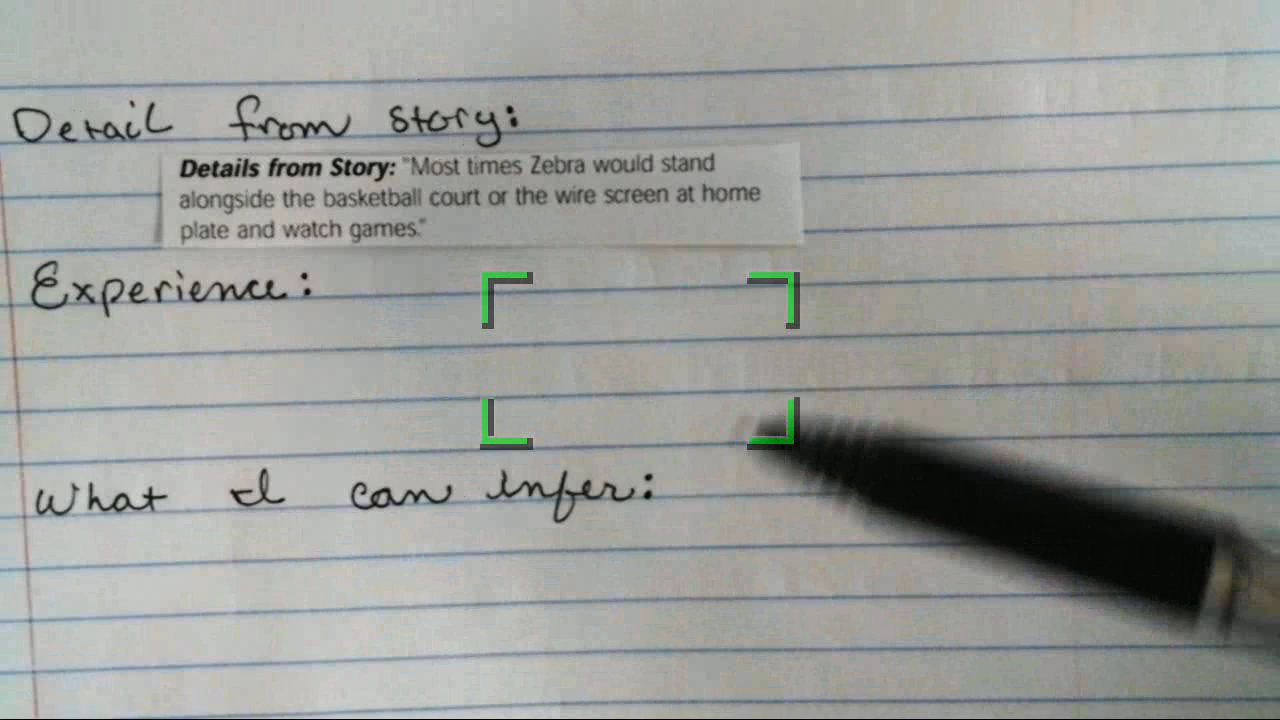 Detail from story:
Details from Story: "Most times Zebra would stand
alongside the basketball court or the wire screen at home
plate and watch games."
Experience:
What I can infer: